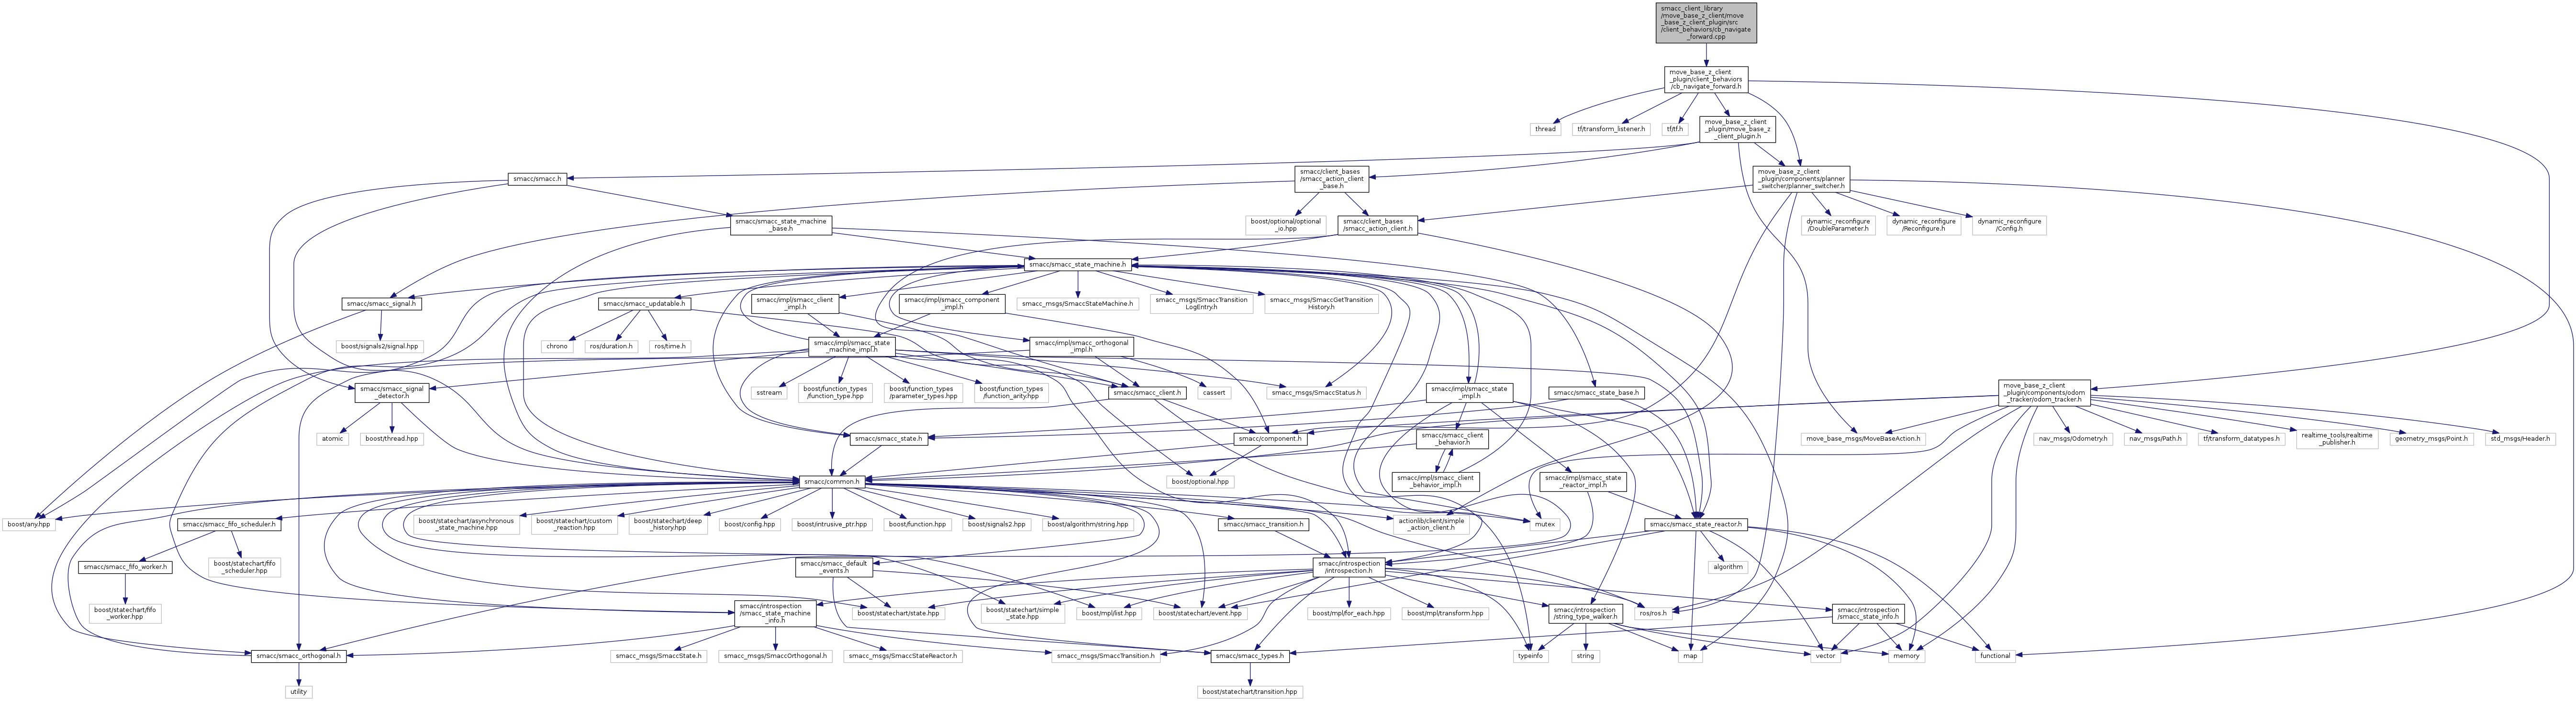 smacc_client_library
/move_base_z_client/move
_base_z_client_plugin/src
/client_behaviors/cb_navigate
_forward.cpp
move_base_z_client
_plugin/client_behaviors
/cb_navigate_forward.h
thread
tf/transform_listener.h
tf/tf.h
move_base_z_client
_plugin/move_base_z
_client_plugin.h
smacc/smacc.h
smacc/client_bases
/smacc_action_client
_base.h
move_base_z_client
_plugin/components/planner
_switcher/planner_switcher.h
smacc/smacc_state_machine
_base.h
boost/optional/optional
_io.hpp
smacc/client_bases
/smacc_action_client.h
dynamic_reconfigure
/DoubleParameter.h
dynamic_reconfigure
/Reconfigure.h
dynamic_reconfigure
/Config.h
smacc/smacc_state_machine.h
smacc/smacc_signal.h
smacc/smacc_updatable.h
smacc/impl/smacc_client
_impl.h
smacc/impl/smacc_component
_impl.h
smacc_msgs/SmaccStateMachine.h
smacc_msgs/SmaccTransition
LogEntry.h
smacc_msgs/SmaccGetTransition
History.h
boost/signals2/signal.hpp
chrono
ros/duration.h
ros/time.h
smacc/impl/smacc_state
_machine_impl.h
smacc/impl/smacc_orthogonal
_impl.h
smacc/smacc_signal
_detector.h
sstream
boost/function_types
/function_type.hpp
boost/function_types
/parameter_types.hpp
boost/function_types
/function_arity.hpp
smacc/smacc_client.h
cassert
smacc_msgs/SmaccStatus.h
smacc/impl/smacc_state
_impl.h
smacc/smacc_state_base.h
move_base_z_client
_plugin/components/odom
_tracker/odom_tracker.h
atomic
boost/thread.hpp
smacc/smacc_state.h
smacc/component.h
smacc/smacc_client
_behavior.h
move_base_msgs/MoveBaseAction.h
nav_msgs/Odometry.h
nav_msgs/Path.h
tf/transform_datatypes.h
realtime_tools/realtime
_publisher.h
geometry_msgs/Point.h
std_msgs/Header.h
smacc/common.h
boost/optional.hpp
smacc/impl/smacc_client
_behavior_impl.h
smacc/impl/smacc_state
_reactor_impl.h
boost/any.hpp
smacc/smacc_fifo_scheduler.h
boost/statechart/asynchronous
_state_machine.hpp
boost/statechart/custom
_reaction.hpp
boost/statechart/deep
_history.hpp
boost/config.hpp
boost/intrusive_ptr.hpp
boost/function.hpp
boost/signals2.hpp
boost/algorithm/string.hpp
smacc/smacc_transition.h
actionlib/client/simple
_action_client.h
mutex
smacc/smacc_state_reactor.h
smacc/smacc_fifo_worker.h
boost/statechart/fifo
_scheduler.hpp
smacc/smacc_default
_events.h
smacc/introspection
/introspection.h
algorithm
boost/statechart/fifo
_worker.hpp
smacc/introspection
/smacc_state_machine
_info.h
boost/statechart/state.hpp
boost/statechart/simple
_state.hpp
boost/mpl/list.hpp
boost/statechart/event.hpp
boost/mpl/for_each.hpp
boost/mpl/transform.hpp
smacc/introspection
/string_type_walker.h
ros/ros.h
smacc/introspection
/smacc_state_info.h
smacc/smacc_orthogonal.h
smacc_msgs/SmaccState.h
smacc_msgs/SmaccOrthogonal.h
smacc_msgs/SmaccStateReactor.h
smacc_msgs/SmaccTransition.h
smacc/smacc_types.h
typeinfo
string
map
vector
memory
functional
utility
boost/statechart/transition.hpp